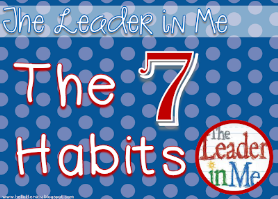 The Leader in Me
The 7
Habits
The
Leader
in Me